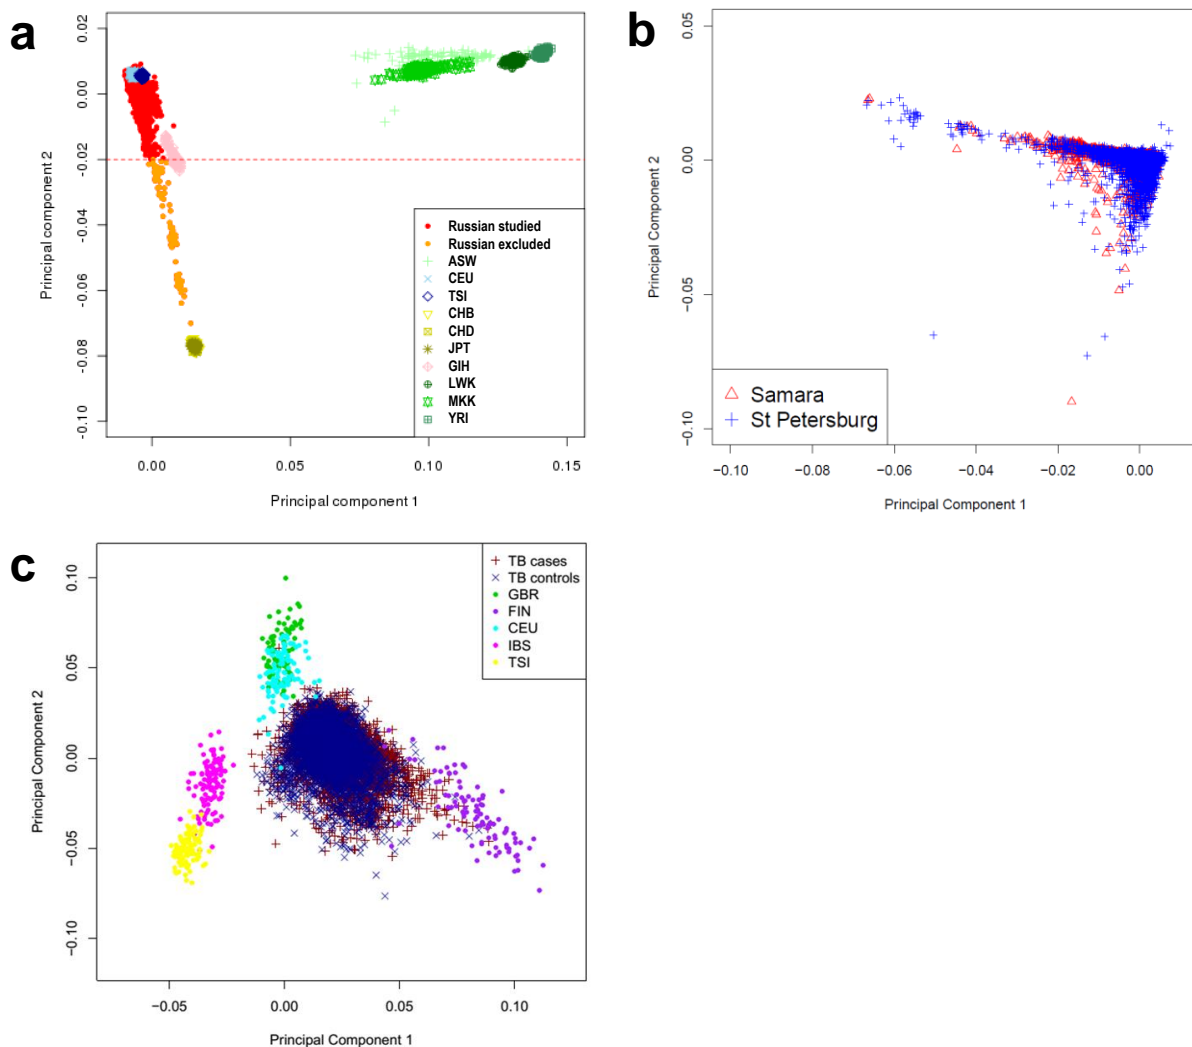 a
0.02
0.00
−0.02
−0.04
−0.06
−0.08
−0.10
Principal component 2
Russian studied
Russian excluded
ASW
CEU
TSI
CHB
CHD
JPT
GIH
LWK
MKK
YRI
0.00
0.05
0.10
0.15
Principal component 1
b
0.05
0.00
−0.05
−0.10
Principal Component 2
Samara
St Petersburg
−0.10
−0.08
−0.06
−0.04
−0.02
0.00
Principal Component 1
c
0.10
0.05
0.00
−0.05
−0.10
Principal Component 2
TB cases
TB controls
GBR
FIN
CEU
IBS
TSI
−0.05
0.00
0.05
0.10
Principal Component 1